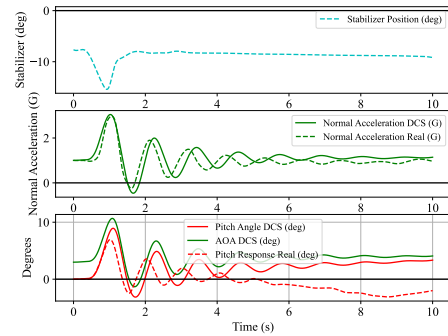 Stabilizer (deg)
0
−10
Stabilizer Position (deg)
0 2 4 6 8 10
Normal Acceleration (G)
2
0
Normal Acceleration DCS (G)
Normal Acceleration Real (G)
0 2 4 6 8 10
Degrees
10
0
Pitch Angle DCS (deg)
AOA DCS (deg)
Pitch Response Real (deg)
0 2 4 6 8 10
Time (s)